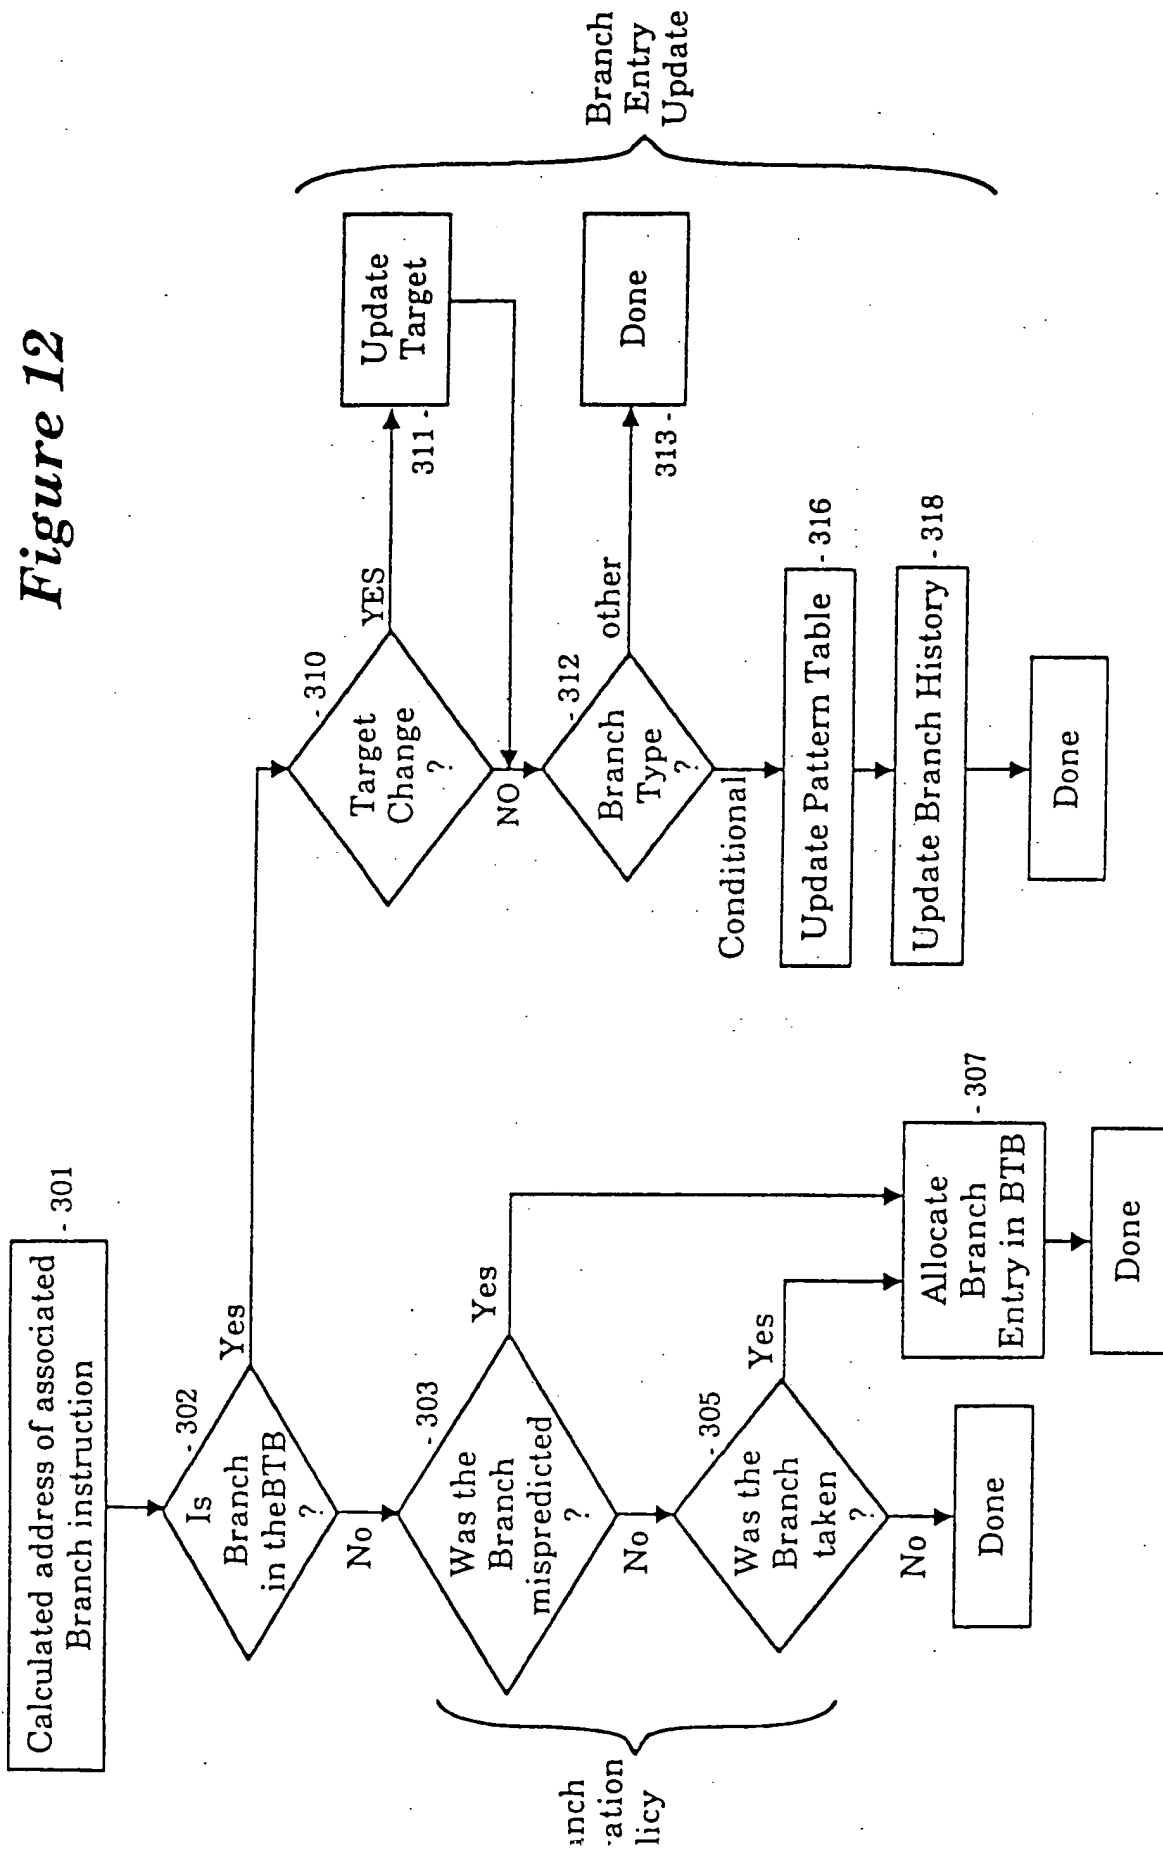 Figure 12
Calculated address of associated
Branch instruction
- 301
Is
Branch
in theBTB
?
- 302
Yes
No
Was the
Branch
mispredicted
?
- 303
Yes
No
Was the
Branch
taken
?
- 305
Yes
No
Done
Allocate
Branch
Entry in BTB
- 307
Done
Target
Change
?
- 310
YES
NO
Update
Target
311 -
Branch
Type
?
- 312
other
Conditional
Done
313 -
Update Pattern Table
- 316
Update Branch History
- 318
Done
Branch
Entry
Update
anch
ation
licy